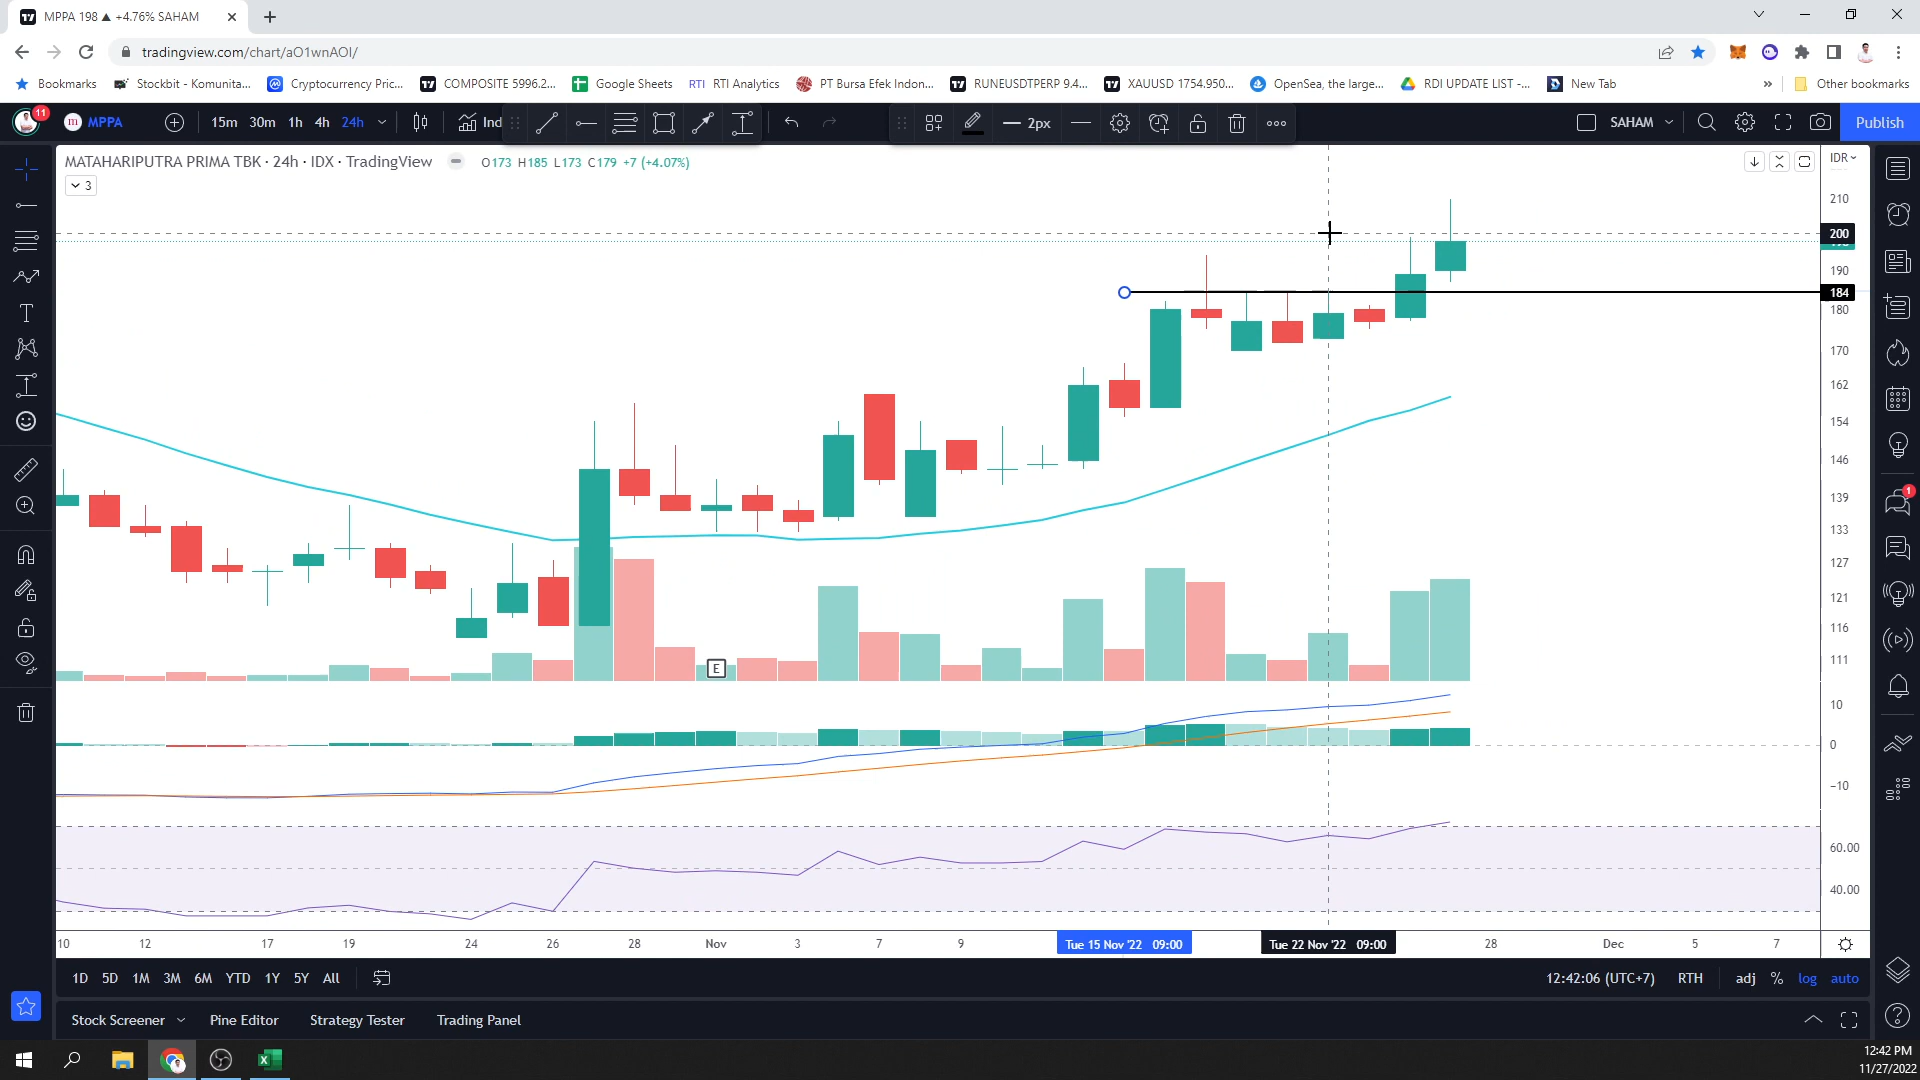 MPPA 198 ▲ +4.76% SAHAM
tradingview.com/chart/aO1wnAOI/
Bookmarks
Stockbit - Komunita...
Cryptocurrency Pric...
COMPOSITE 5996.2...
Google Sheets
RTI RTI Analytics
PT Bursa Efek Indon...
RUNEUSDTPERP 9.4...
XAUUSD 1754.950...
OpenSea, the large...
RDI UPDATE LIST -...
New Tab
»
Other bookmarks
11
m MPPA
15m 30m 1h 4h 24h
Ind
2px
SAHAM
Publish
MATAHARIPUTRA PRIMA TBK · 24h · IDX · TradingView
O173 H185 L173 C179 +7 (+4.07%)
3
IDR
210
200
190
184
180
170
162
154
146
139
133
127
121
116
111
10
0
−10
60.00
40.00
E
1
10 12 17 19 24 26 28 Nov 3 7 9 Tue 15 Nov '22 09:00 Tue 22 Nov '22 09:00 28 Dec 5 7
1D 5D 1M 3M 6M YTD 1Y 5Y All
12:42:06 (UTC+7) RTH adj % log auto
Stock Screener Pine Editor Strategy Tester Trading Panel
12:42 PM
11/27/2022